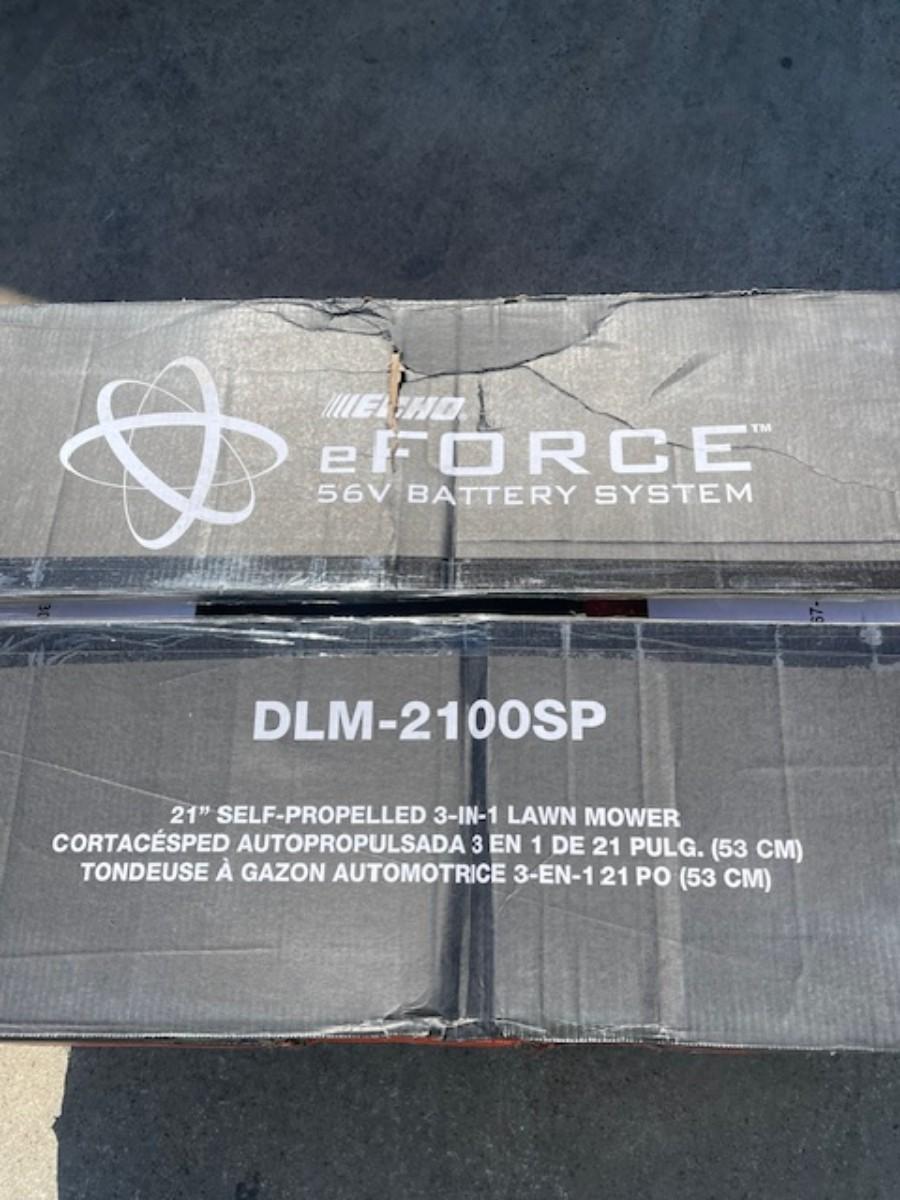 ECHO
eFORCE™
56V BATTERY SYSTEM
DLM-2100SP
21” SELF-PROPELLED 3-IN-1 LAWN MOWER
CORTACÉSPED AUTOPROPULSADA 3 EN 1 DE 21 PULG. (53 CM)
TONDEUSE À GAZON AUTOMOTRICE 3-EN-1 21 PO (53 CM)